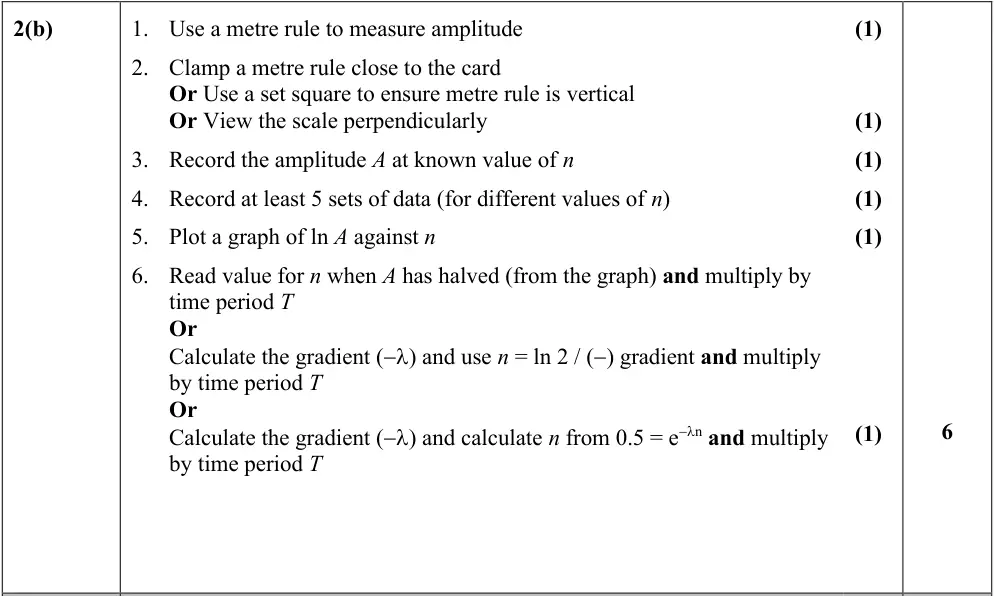 2(b)
1. Use a metre rule to measure amplitude (1)
2. Clamp a metre rule close to the card
Or Use a set square to ensure metre rule is vertical
Or View the scale perpendicularly (1)
3. Record the amplitude A at known value of n (1)
4. Record at least 5 sets of data (for different values of n) (1)
5. Plot a graph of ln A against n (1)
6. Read value for n when A has halved (from the graph) and multiply by
time period T
Or
Calculate the gradient (−λ) and use n = ln 2 / (−) gradient and multiply
by time period T
Or
Calculate the gradient (−λ) and calculate n from 0.5 = e⁻λⁿ and multiply (1) 6
by time period T